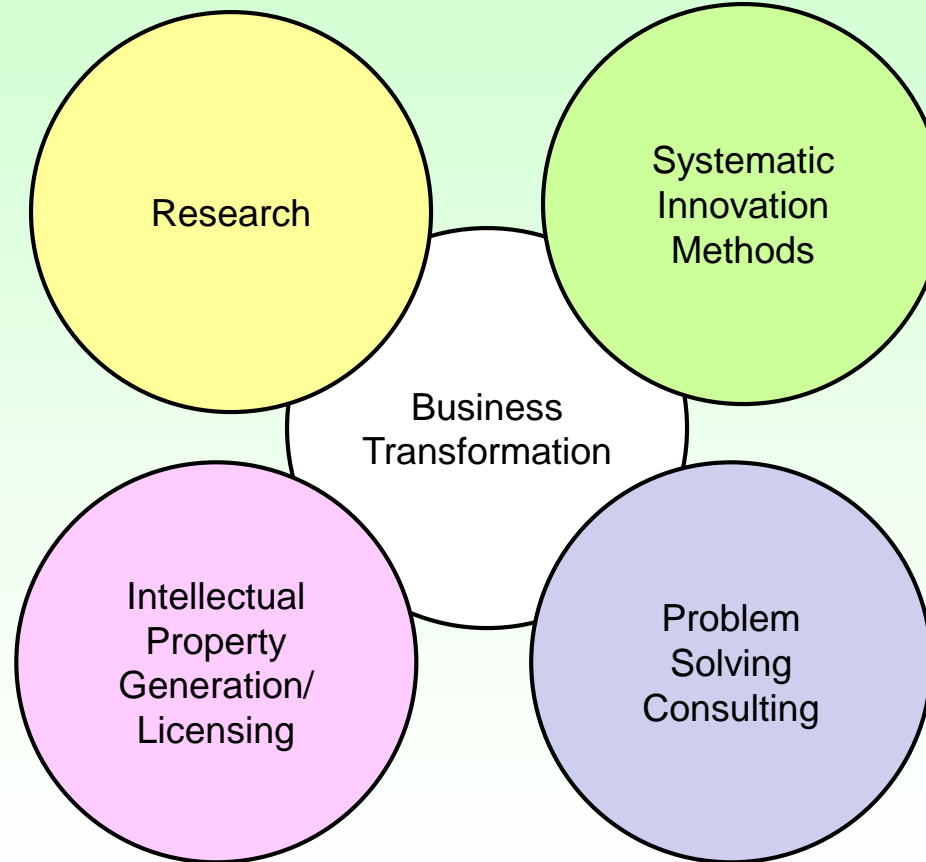 Research
Systematic
Innovation
Methods
Business
Transformation
Intellectual
Property
Generation/
Licensing
Problem
Solving
Consulting